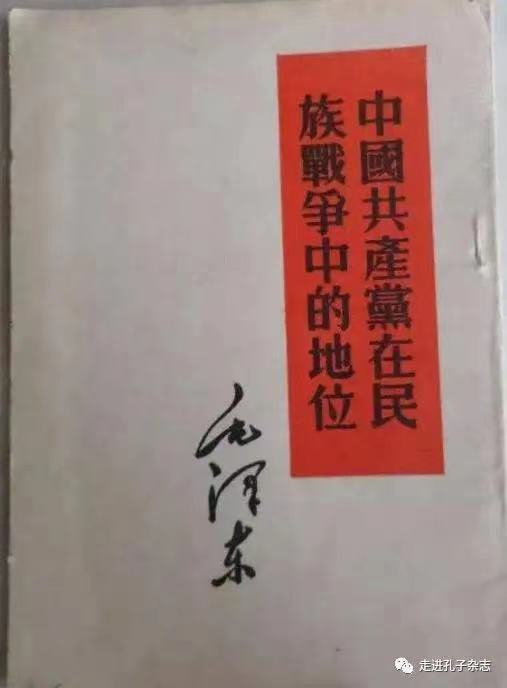 中國共產黨在民
族戰爭中的地位
毛泽东
走进孔子杂志